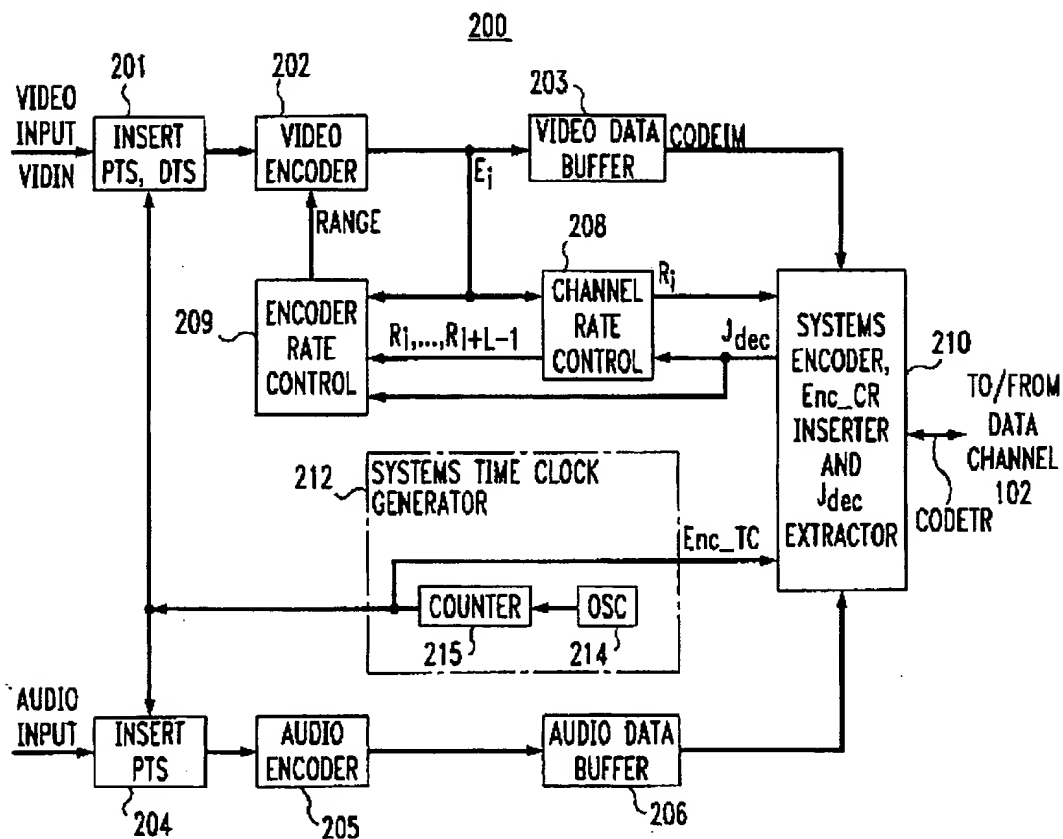 200
201
202
203
VIDEO
INPUT
VIDIN
INSERT
PTS, DTS
VIDEO
ENCODER
VIDEO DATA
BUFFER
CODEIM
Ei
RANGE
208
209
ENCODER
RATE
CONTROL
Ri,...,Ri+L-1
CHANNEL
RATE
CONTROL
Ri
Jdec
SYSTEMS
ENCODER,
Enc_CR
INSERTER
AND
Jdec
EXTRACTOR
210
TO/FROM
DATA
CHANNEL
102
CODETR
212
SYSTEMS TIME CLOCK
GENERATOR
Enc_TC
COUNTER
OSC
215
214
AUDIO
INPUT
INSERT
PTS
AUDIO
ENCODER
AUDIO DATA
BUFFER
204
205
206